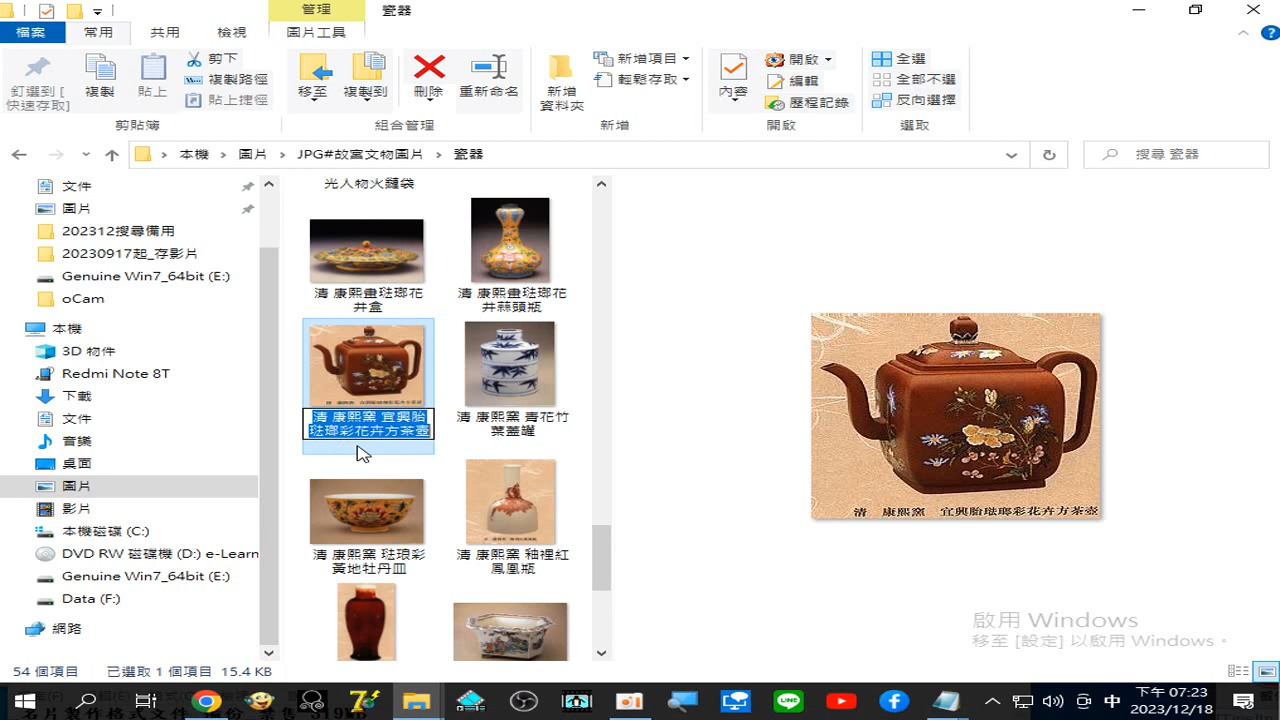 管理
瓷器
檔案
常用
共用
檢視
圖片工具
釘選到 [
快速存取]
複製
貼上
剪下
複製路徑
貼上捷徑
剪貼簿
移至
複製到
刪除
重新命名
組合管理
新增
資料夾
新增項目
輕鬆存取
新增
內容
開啟
編輯
歷程記錄
開啟
全選
全部不選
反向選擇
選取
本機 › 圖片 › JPG#故宮文物圖片 › 瓷器
搜尋 瓷器
文件
圖片
202312搜尋備用
20230917起_存影片
Genuine Win7_64bit (E:)
oCam
本機
3D 物件
Redmi Note 8T
下載
文件
音樂
桌面
圖片
影片
本機磁碟 (C:)
DVD RW 磁碟機 (D:) e-Learn
Genuine Win7_64bit (E:)
Data (F:)
網路
光人物火鐮袋
清 康熙畫琺瑯花
卉盒
清 康熙畫琺瑯花
卉蒜頭瓶
清 康熙窯 宜興胎
琺瑯彩花卉方茶壺
清 康熙窯 青花竹
葉蓋罐
清 康熙窯 琺琅彩
黃地牡丹皿
清 康熙窯 釉裡紅
鳳凰瓶
清 康熙窯 宜興胎琺瑯彩花卉方茶壺
啟用 Windows
移至 [設定] 以啟用 Windows。
54 個項目
已選取 1 個項目 15.4 KB
中
下午 07:23
2023/12/18